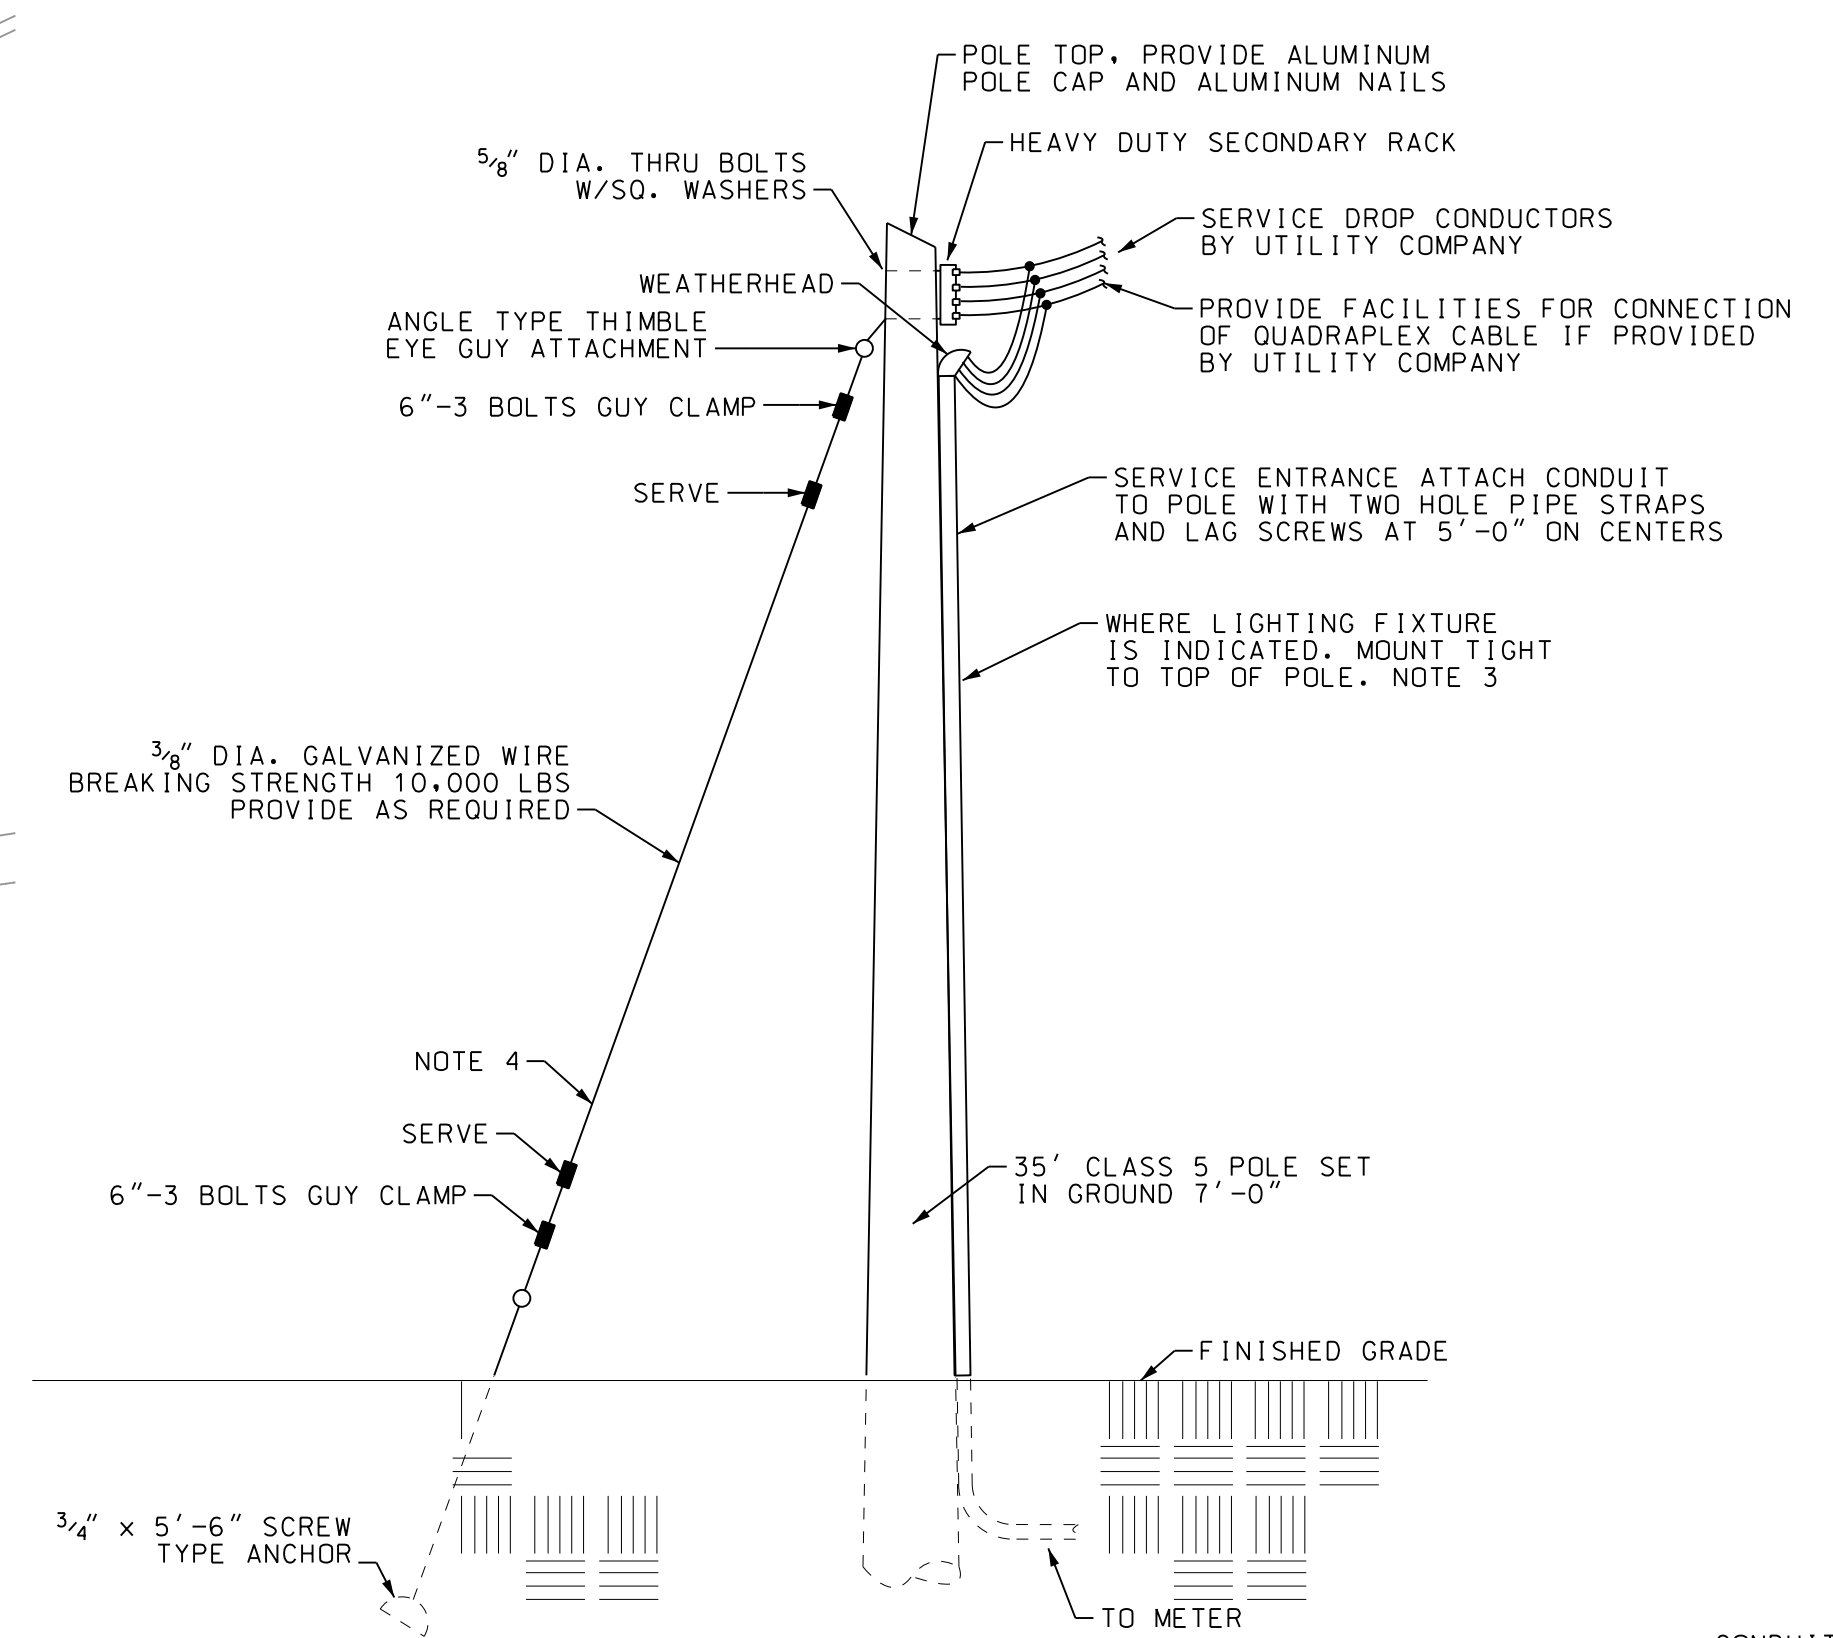 POLE TOP, PROVIDE ALUMINUM
POLE CAP AND ALUMINUM NAILS
HEAVY DUTY SECONDARY RACK
5/8" DIA. THRU BOLTS
W/SQ. WASHERS
SERVICE DROP CONDUCTORS
BY UTILITY COMPANY
WEATHERHEAD
PROVIDE FACILITIES FOR CONNECTION
OF QUADRAPLEX CABLE IF PROVIDED
BY UTILITY COMPANY
ANGLE TYPE THIMBLE
EYE GUY ATTACHMENT
6"-3 BOLTS GUY CLAMP
SERVE
SERVICE ENTRANCE ATTACH CONDUIT
TO POLE WITH TWO HOLE PIPE STRAPS
AND LAG SCREWS AT 5'-0" ON CENTERS
WHERE LIGHTING FIXTURE
IS INDICATED. MOUNT TIGHT
TO TOP OF POLE. NOTE 3
3/8" DIA. GALVANIZED WIRE
BREAKING STRENGTH 10,000 LBS
PROVIDE AS REQUIRED
NOTE 4
SERVE
6"-3 BOLTS GUY CLAMP
35' CLASS 5 POLE SET
IN GROUND 7'-0"
FINISHED GRADE
3/4" x 5'-6" SCREW
TYPE ANCHOR
TO METER